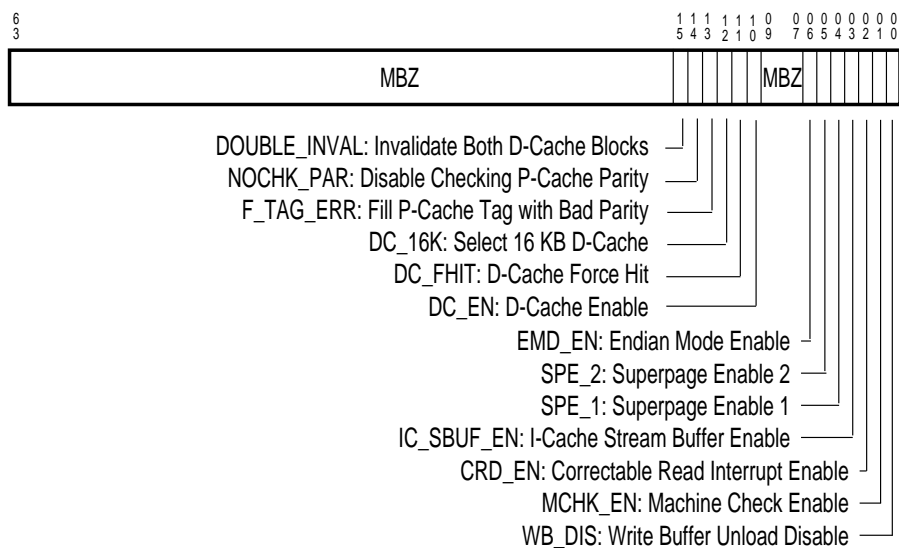 6 1 1 1 1 1 1 0 0 0 0 0 0 0 0 0
3 5 4 3 2 1 0 9 7 6 5 4 3 2 1 0
MBZ MBZ
DOUBLE_INVAL: Invalidate Both D-Cache Blocks
NOCHK_PAR: Disable Checking P-Cache Parity
F_TAG_ERR: Fill P-Cache Tag with Bad Parity
DC_16K: Select 16 KB D-Cache
DC_FHIT: D-Cache Force Hit
DC_EN: D-Cache Enable
EMD_EN: Endian Mode Enable
SPE_2: Superpage Enable 2
SPE_1: Superpage Enable 1
IC_SBUF_EN: I-Cache Stream Buffer Enable
CRD_EN: Correctable Read Interrupt Enable
MCHK_EN: Machine Check Enable
WB_DIS: Write Buffer Unload Disable